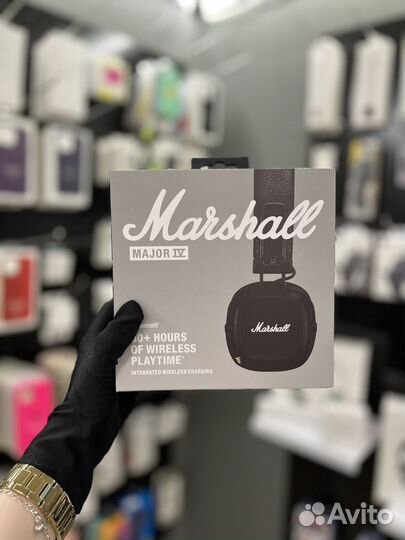 Marshall
MAJOR IV
Marshall
80+ HOURS
OF WIRELESS
PLAYTIME*
INTEGRATED WIRELESS CHARGING
Avito